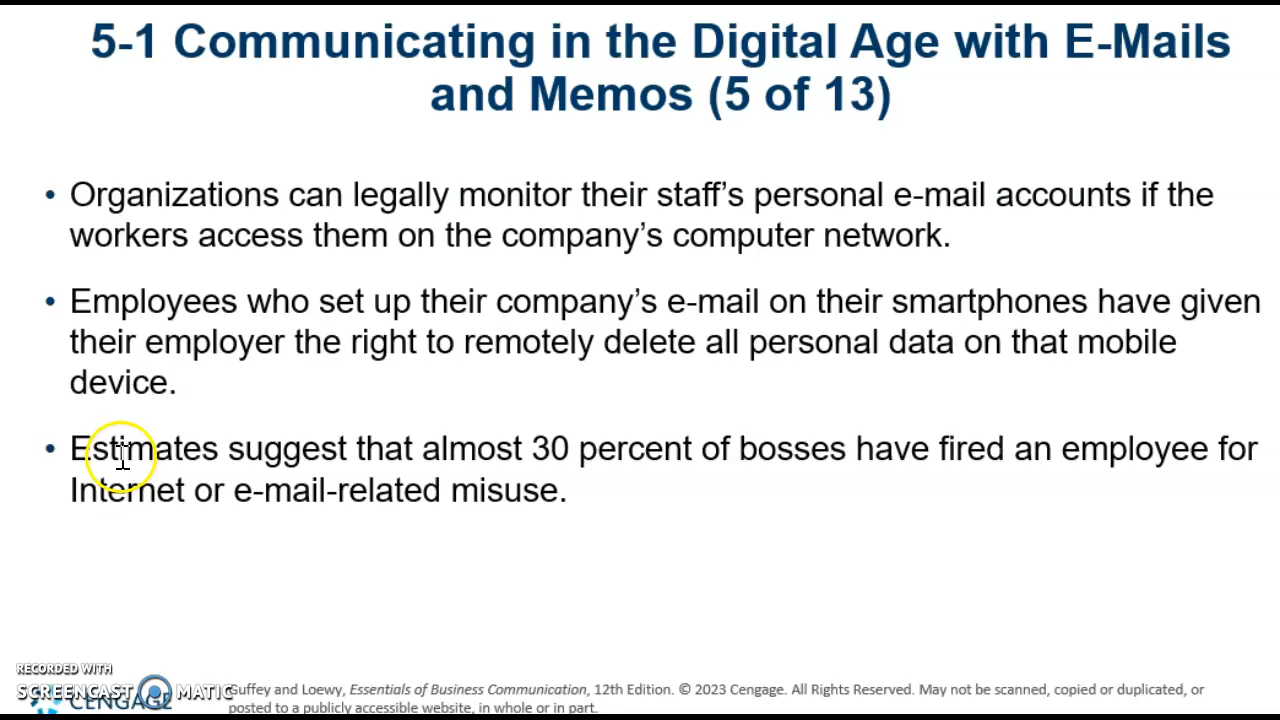 5-1 Communicating in the Digital Age with E-Mails
and Memos (5 of 13)
• Organizations can legally monitor their staff’s personal e-mail accounts if the
workers access them on the company’s computer network.
• Employees who set up their company’s e-mail on their smartphones have given
their employer the right to remotely delete all personal data on that mobile
device.
• Estimates suggest that almost 30 percent of bosses have fired an employee for
Internet or e-mail-related misuse.
RECORDED WITH
SCREENCAST MATIC
CENGAGE
Guffey and Loewy, Essentials of Business Communication, 12th Edition. © 2023 Cengage. All Rights Reserved. May not be scanned, copied or duplicated, or
posted to a publicly accessible website, in whole or in part.